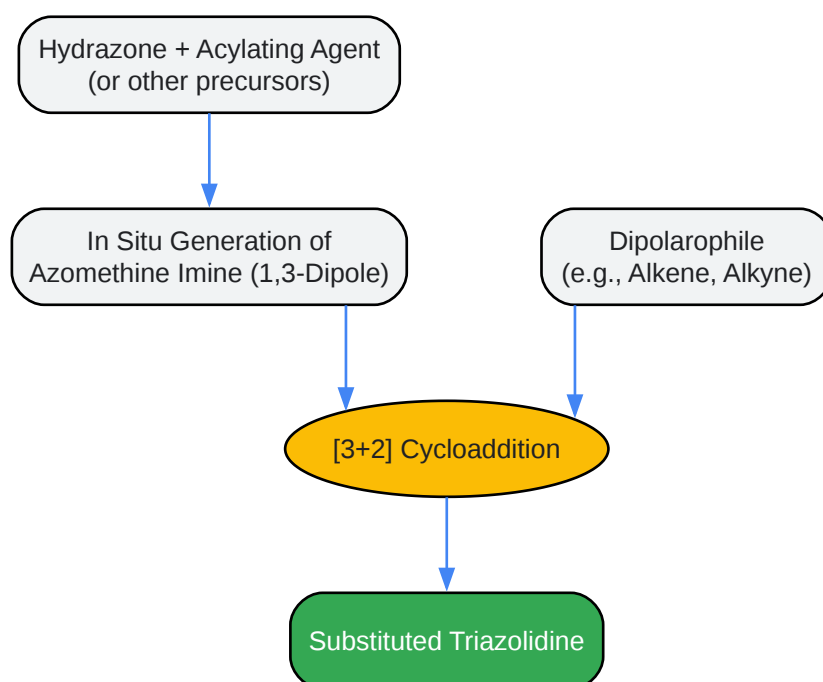 Hydrazone + Acylating Agent
(or other precursors)
In Situ Generation of
Azomethine Imine (1,3-Dipole)
Dipolarophile
(e.g., Alkene, Alkyne)
[3+2] Cycloaddition
Substituted Triazolidine